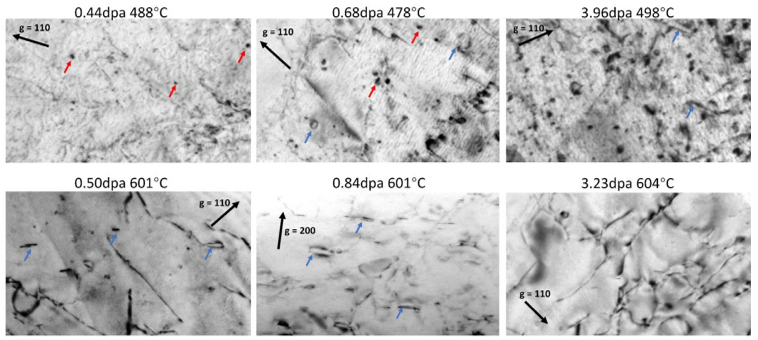 0.44dpa 488°C
0.68dpa 478°C
3.96dpa 498°C
g = 110
g = 110
g = 110
0.50dpa 601°C
0.84dpa 601°C
3.23dpa 604°C
g = 110
g = 200
g = 110